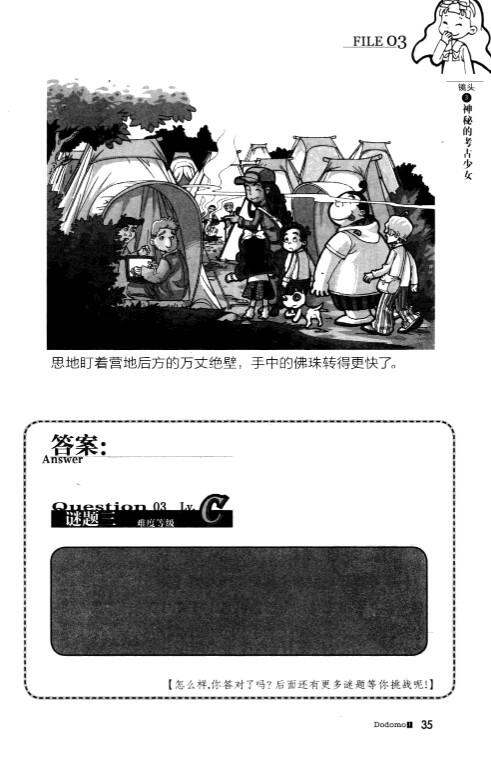 FILE 03
镜头
3
神秘的考古少女
思地盯着营地后方的万丈绝壁，手中的佛珠转得更快了。
答案：
Answer
Question 03 Lv. C
谜题三 难度等级
【怎么样,你答对了吗？后面还有更多谜题等你挑战呢!】
Dodomo 1 35